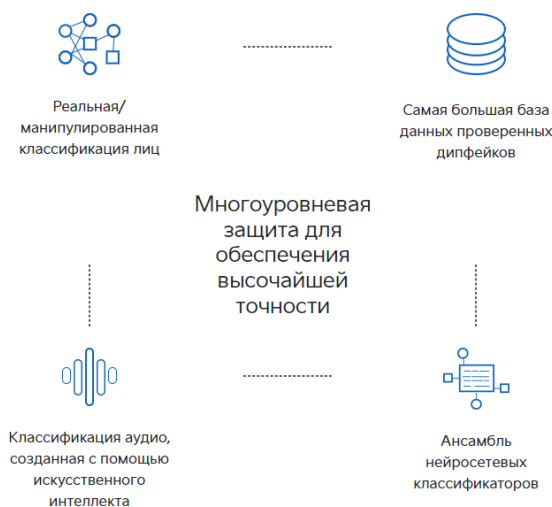 Реальная/
манипулированная
классификация лиц
Самая большая база
данных проверенных
дипфейков
Многоуровневая
защита для
обеспечения
высочайшей
точности
Классификация аудио,
созданная с помощью
искусственного
интеллекта
Ансамбль
нейросетевых
классификаторов